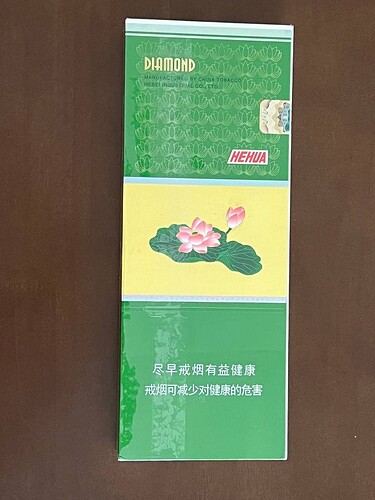 DIAMOND
MANUFACTURED BY CHINA TOBACCO
HEBEI INDUSTRIAL CO., LTD.
HEHUA
尽早戒烟有益健康
戒烟可减少对健康的危害